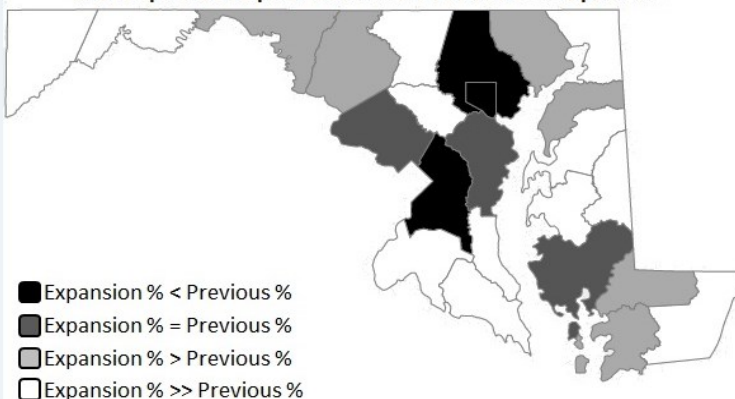 Expansion % < Previous %
Expansion % = Previous %
Expansion % > Previous %
Expansion % >> Previous %